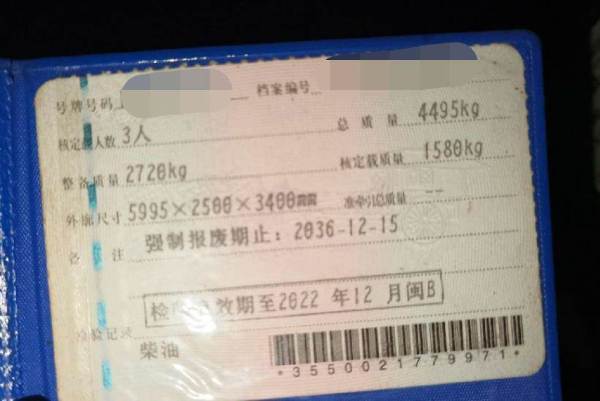 号牌号码 档案编号
核定载人数 3人 总质量 4495kg
整备质量 2720kg 核定载质量 1580kg
外廓尺寸 5995×2500×3400㎜ 准牵引总质量 --
备注 强制报废期止：2036-12-15
检验有效期至2022年12月闽B
检验记录
柴油
*3550021779971*